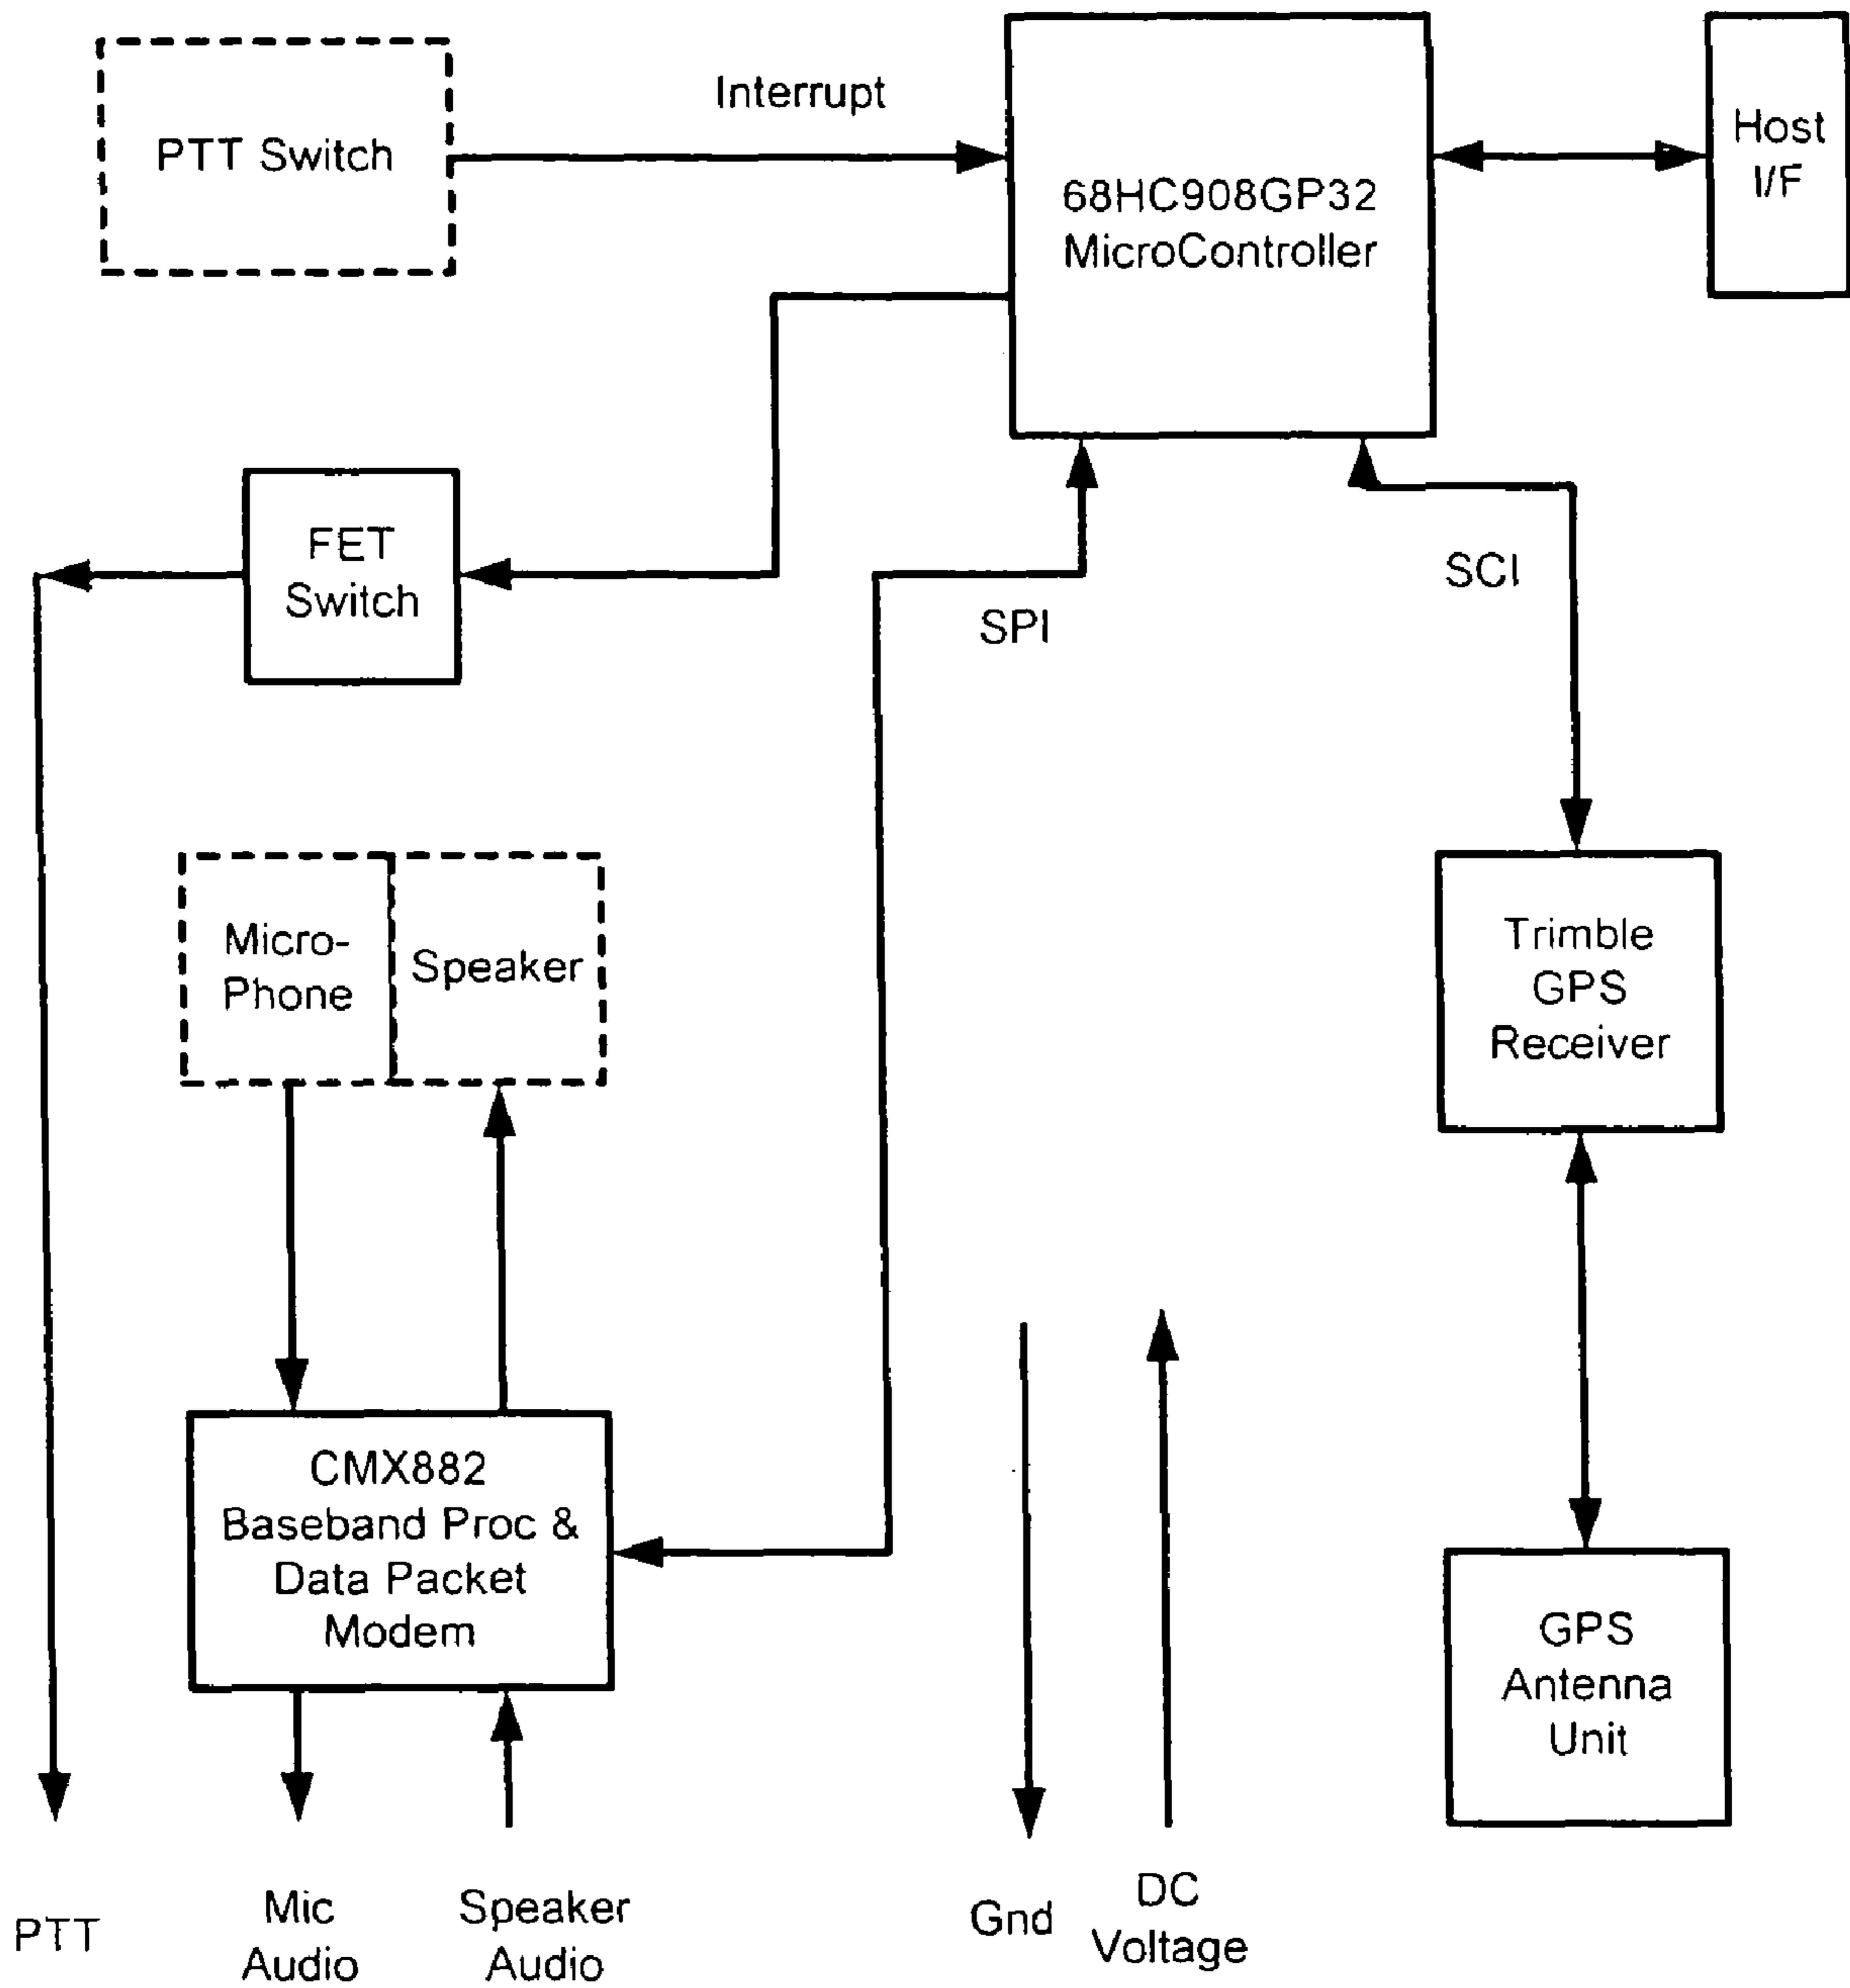 Interrupt
PTT Switch
68HC908GP32
MicroController
Host
I/F
FET
Switch
SPI
SCI
Micro-
Phone
Speaker
Trimble
GPS
Receiver
CMX882
Baseband Proc &
Data Packet
Modem
GPS
Antenna
Unit
PTT
Mic
Audio
Speaker
Audio
Gnd
DC
Voltage